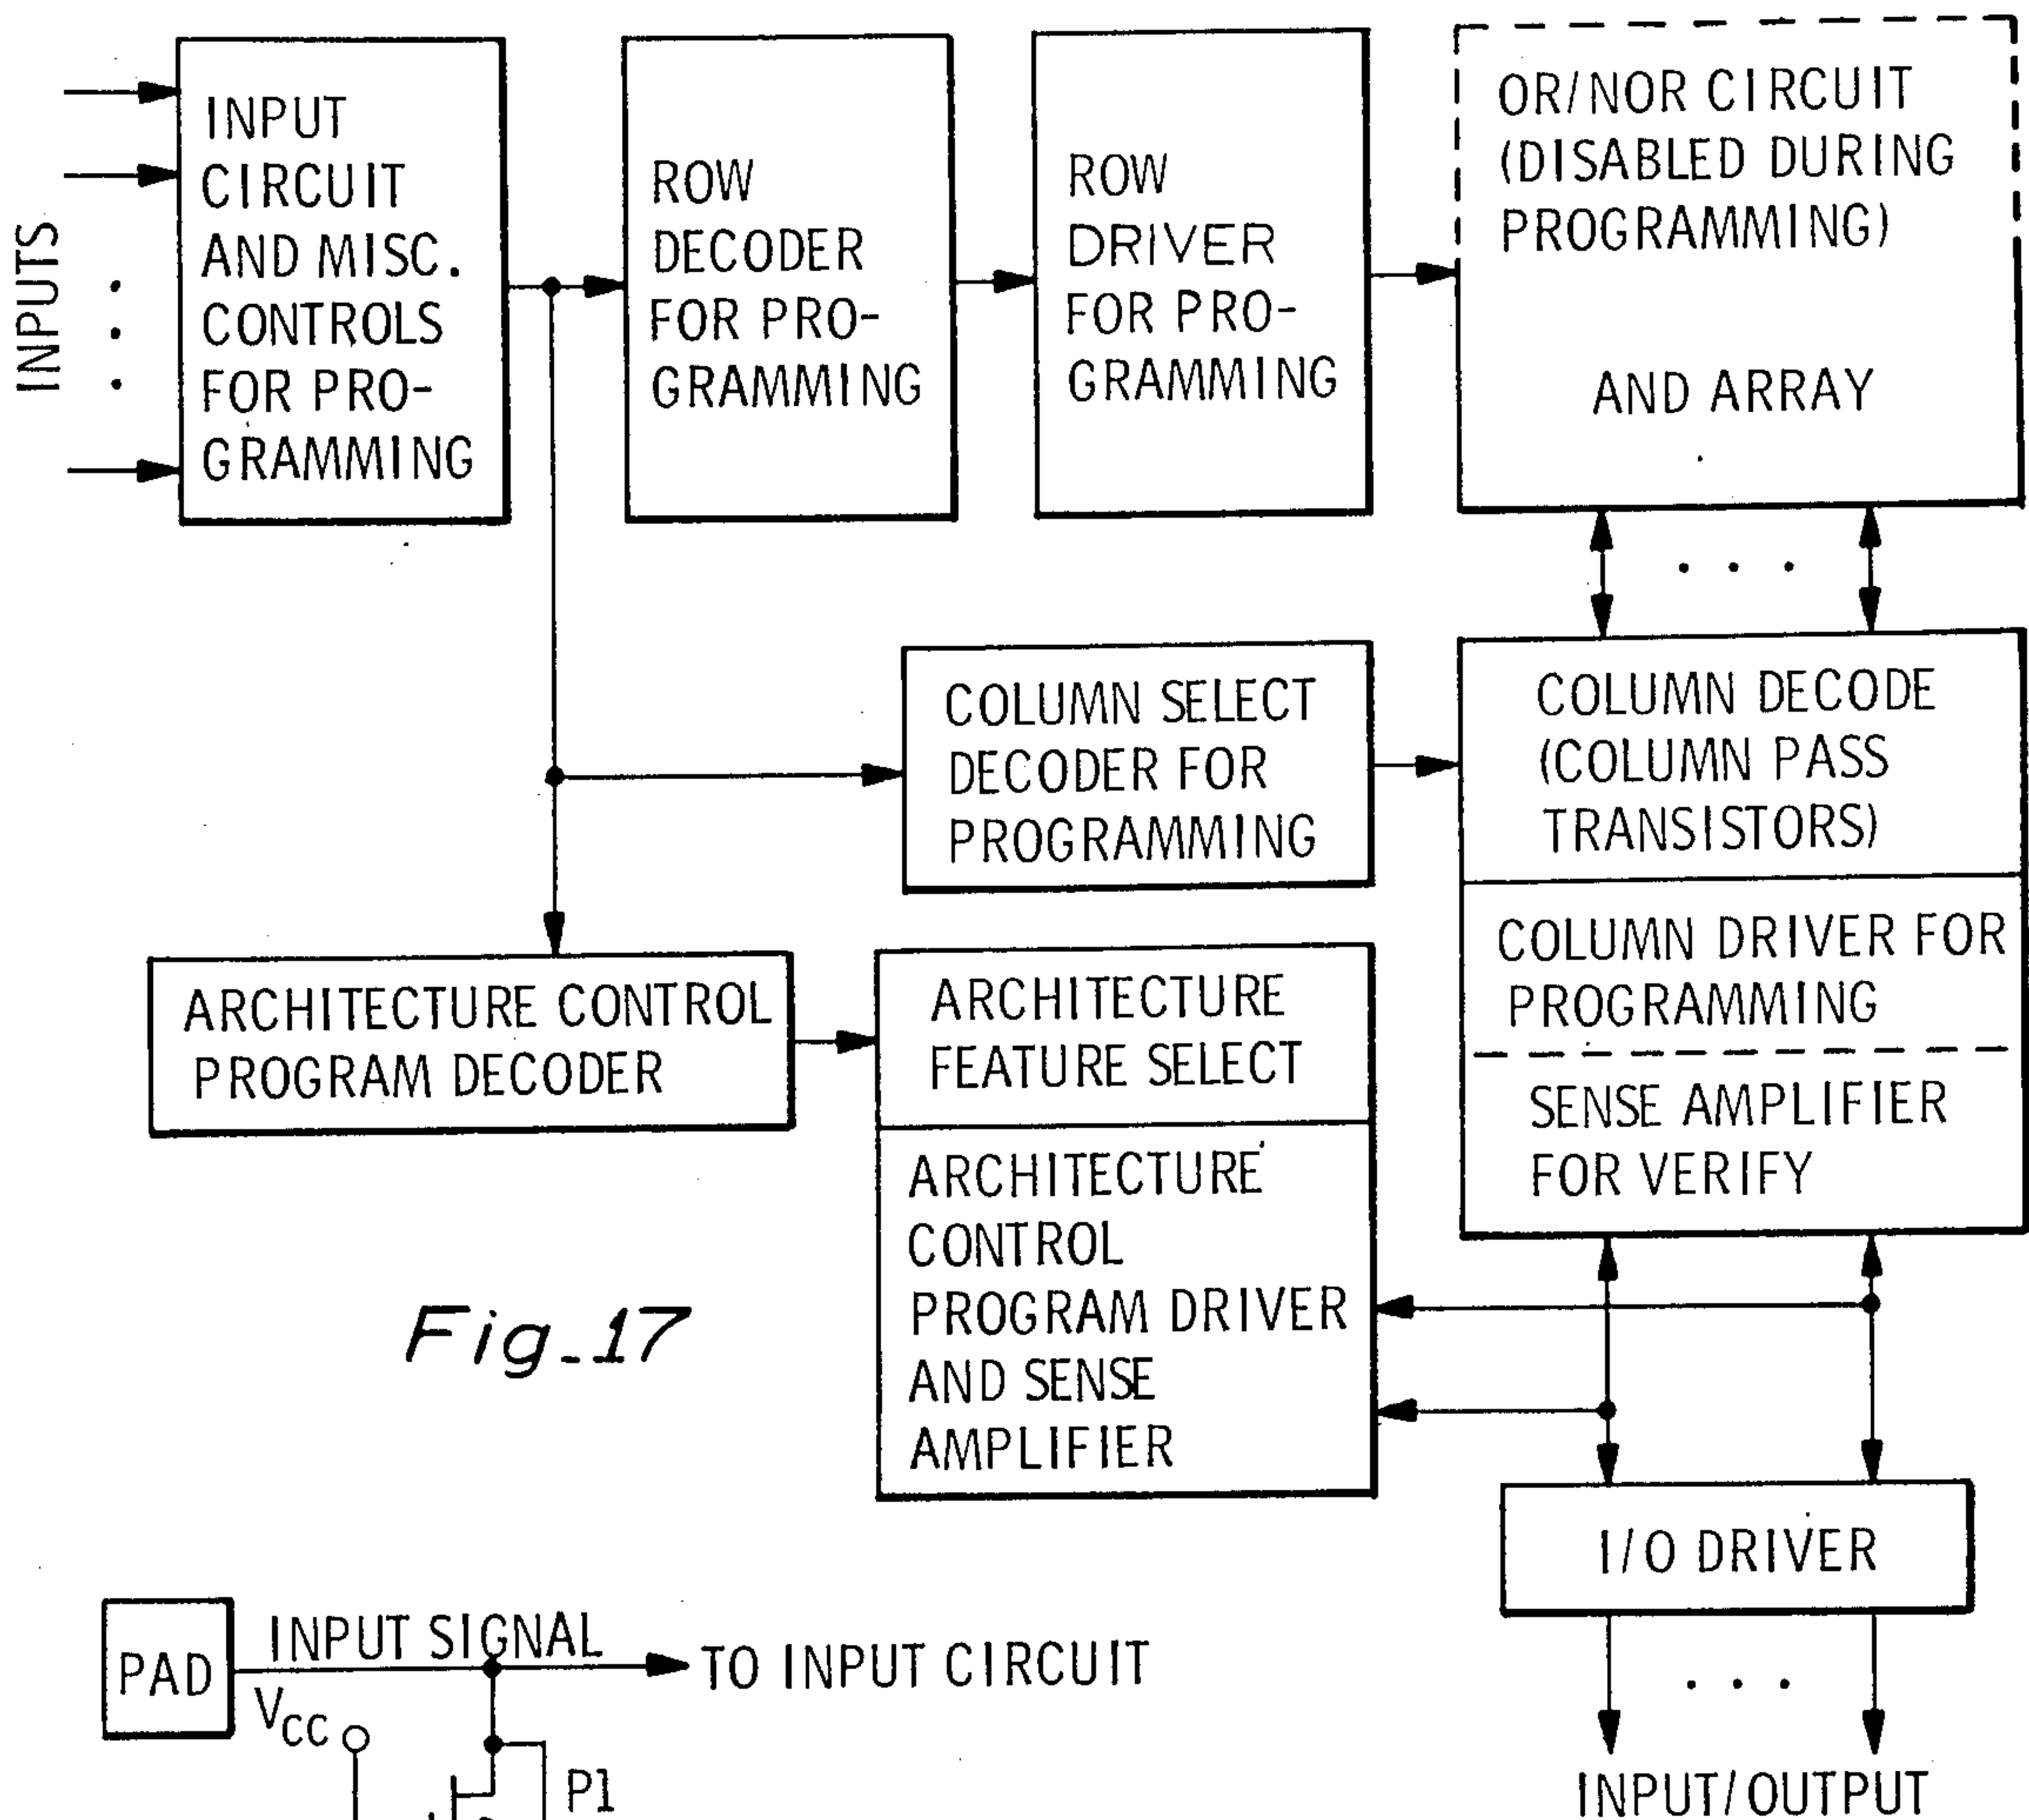 INPUTS
INPUT
CIRCUIT
AND MISC.
CONTROLS
FOR PRO-
GRAMMING
ROW
DECODER
FOR PRO-
GRAMMING
ROW
DRIVER
FOR PRO-
GRAMMING
OR/NOR CIRCUIT
(DISABLED DURING
PROGRAMMING)
AND ARRAY
COLUMN SELECT
DECODER FOR
PROGRAMMING
COLUMN DECODE
(COLUMN PASS
TRANSISTORS)
COLUMN DRIVER FOR
PROGRAMMING
SENSE AMPLIFIER
FOR VERIFY
ARCHITECTURE CONTROL
PROGRAM DECODER
ARCHITECTURE
FEATURE SELECT
ARCHITECTURE
CONTROL
PROGRAM DRIVER
AND SENSE
AMPLIFIER
Fig_17
I/O DRIVER
INPUT/OUTPUT
PAD
INPUT SIGNAL
TO INPUT CIRCUIT
VCC
P1